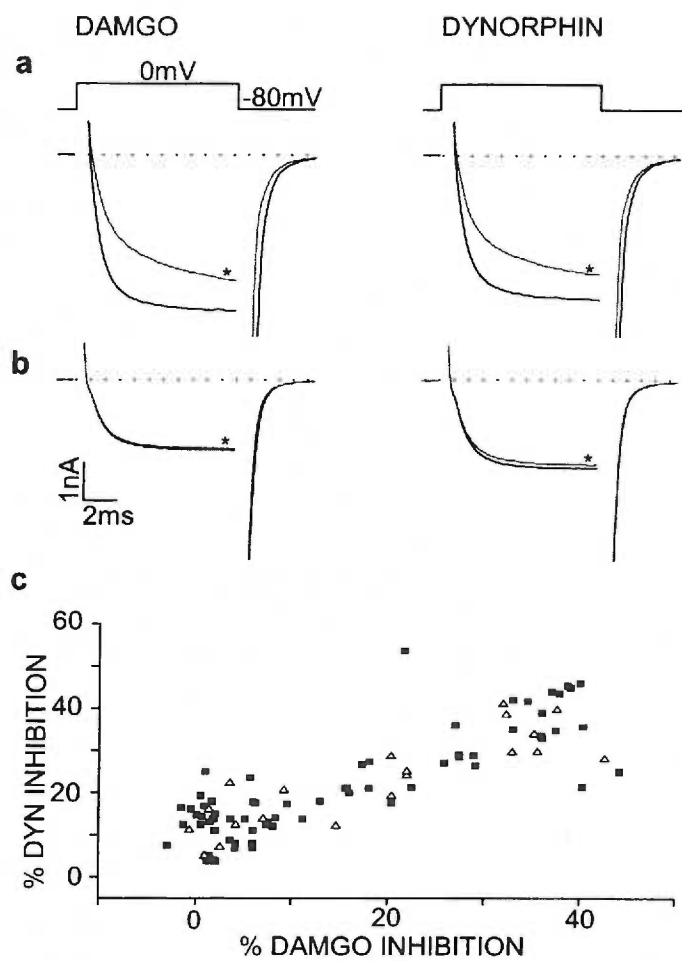 DAMGO
DYNORPHIN
a
0mV
-80mV
*
*
b
*
*
1nA
2ms
c
60
40
20
0
% DYN INHIBITION
0
20
40
% DAMGO INHIBITION